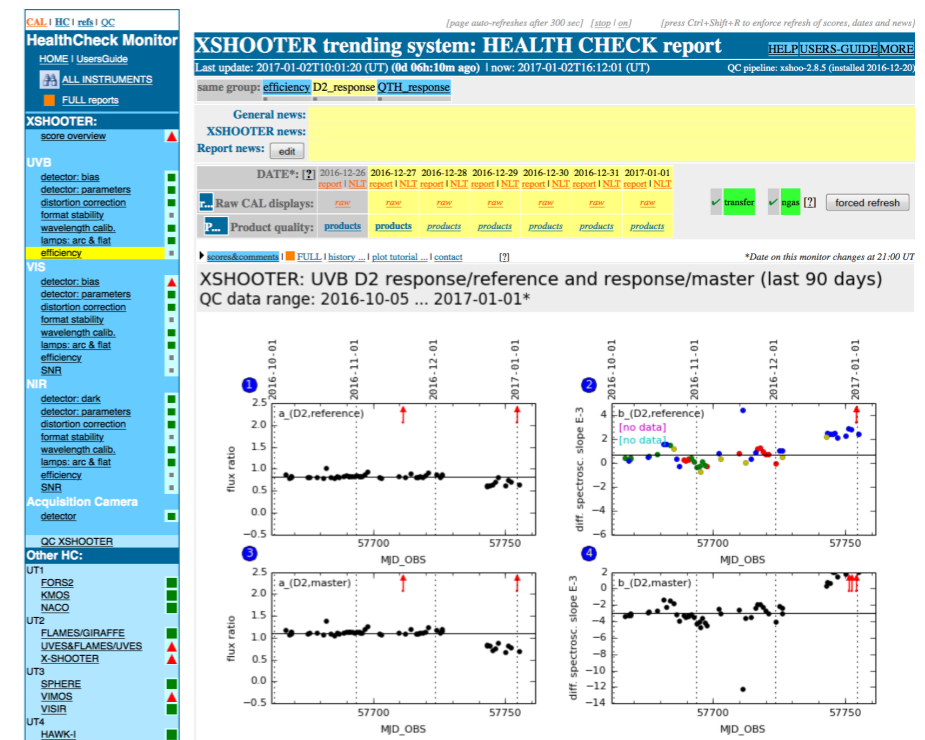 CAL | HC | refs | QC
HealthCheck Monitor
HOME | UsersGuide
ALL INSTRUMENTS
FULL reports
XSHOOTER:
score overview
UVB
detector: bias
detector: parameters
distortion correction
format stability
wavelength calib.
lamps: arc & flat
efficiency
VIS
detector: bias
detector: parameters
distortion correction
format stability
wavelength calib.
lamps: arc & flat
efficiency
SNR
NIR
detector: dark
detector: parameters
distortion correction
format stability
wavelength calib.
lamps: arc & flat
efficiency
SNR
Acquisition Camera
detector
QC XSHOOTER
Other HC:
UT1
FORS2
KMOS
NACO
UT2
FLAMES/GIRAFFE
UVES&FLAMES/UVES
X-SHOOTER
UT3
SPHERE
VIMOS
VISIR
UT4
HAWK-I
[page auto-refreshes after 300 sec] [stop | on] [press Ctrl+Shift+R to enforce refresh of scores, dates and news]
XSHOOTER trending system: HEALTH CHECK report HELP USERS-GUIDE MORE
Last update: 2017-01-02T10:01:20 (UT) (0d 06h:10m ago) | now: 2017-01-02T16:12:01 (UT) QC pipeline: xshoo-2.8.5 (installed 2016-12-20)
same group: efficiency D2_response QTH_response
General news:
XSHOOTER news:
Report news: edit
DATE*: [?] 2016-12-26 2016-12-27 2016-12-28 2016-12-29 2016-12-30 2016-12-31 2017-01-01
report | NLT report | NLT report | NLT report | NLT report | NLT report | NLT report | NLT
r... Raw CAL displays: raw raw raw raw raw raw raw
✓ transfer ✓ ngas [?] forced refresh
P... Product quality: products products products products products products products
scores&comments | FULL | history ... | plot tutorial ... | contact [?] *Date on this monitor changes at 21:00 UT
XSHOOTER: UVB D2 response/reference and response/master (last 90 days)
QC data range: 2016-10-05 ... 2017-01-01*
1
2016-10-01
2016-11-01
2016-12-01
2017-01-01
a_(D2,reference)
flux ratio
2.5
2.0
1.5
1.0
0.5
0.0
−0.5
57700
57750
MJD_OBS
2
2016-10-01
2016-11-01
2016-12-01
2017-01-01
b_(D2,reference)
[no data]
[no data]
diff. spectrosc. slope E-3
4
2
0
−2
−4
−6
57700
57750
MJD_OBS
3
a_(D2,master)
flux ratio
2.5
2.0
1.5
1.0
0.5
0.0
−0.5
57700
57750
MJD_OBS
4
b_(D2,master)
diff. spectrosc. slope E-3
2
−2
−4
−6
−8
−10
−12
−14
57700
57750
MJD_OBS